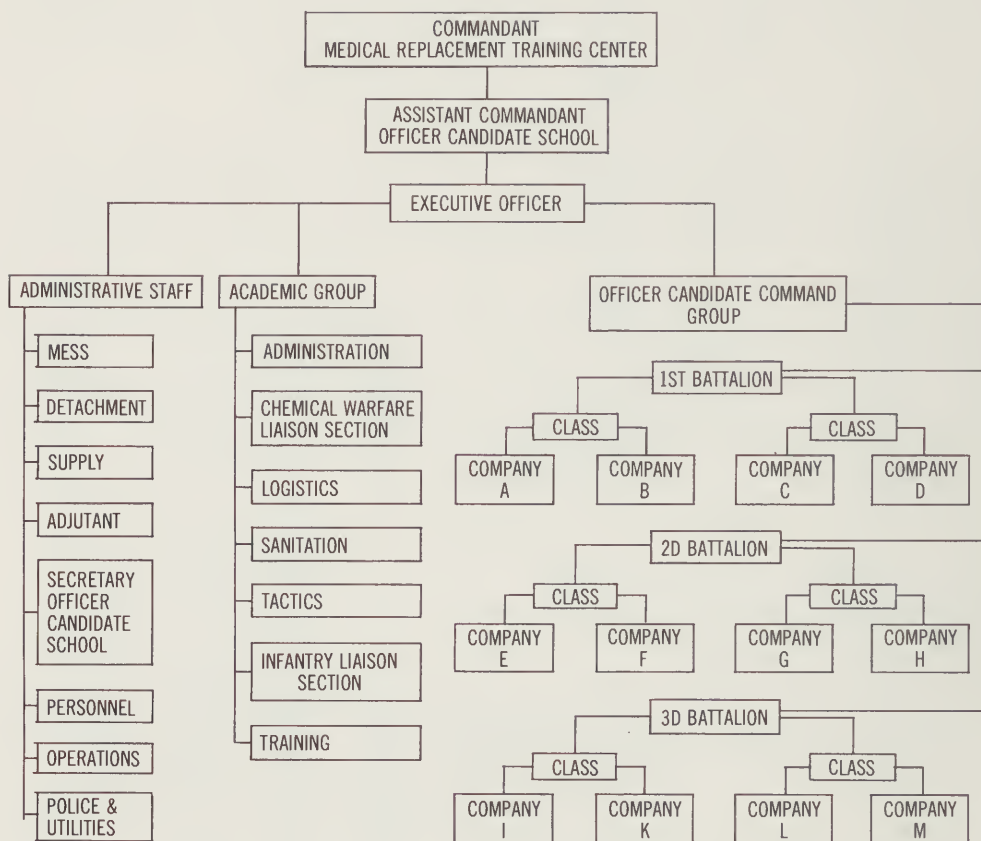 COMMANDANT
MEDICAL REPLACEMENT TRAINING CENTER
ASSISTANT COMMANDANT
OFFICER CANDIDATE SCHOOL
EXECUTIVE OFFICER
ADMINISTRATIVE STAFF
MESS
DETACHMENT
SUPPLY
ADJUTANT
SECRETARY
OFFICER
CANDIDATE
SCHOOL
PERSONNEL
OPERATIONS
POLICE &
UTILITIES
ACADEMIC GROUP
ADMINISTRATION
CHEMICAL WARFARE
LIAISON SECTION
LOGISTICS
SANITATION
TACTICS
INFANTRY LIAISON
SECTION
TRAINING
OFFICER CANDIDATE COMMAND
GROUP
1ST BATTALION
CLASS
COMPANY
A
COMPANY
B
CLASS
COMPANY
C
COMPANY
D
2D BATTALION
CLASS
COMPANY
E
COMPANY
F
CLASS
COMPANY
G
COMPANY
H
3D BATTALION
CLASS
COMPANY
I
COMPANY
K
CLASS
COMPANY
L
COMPANY
M